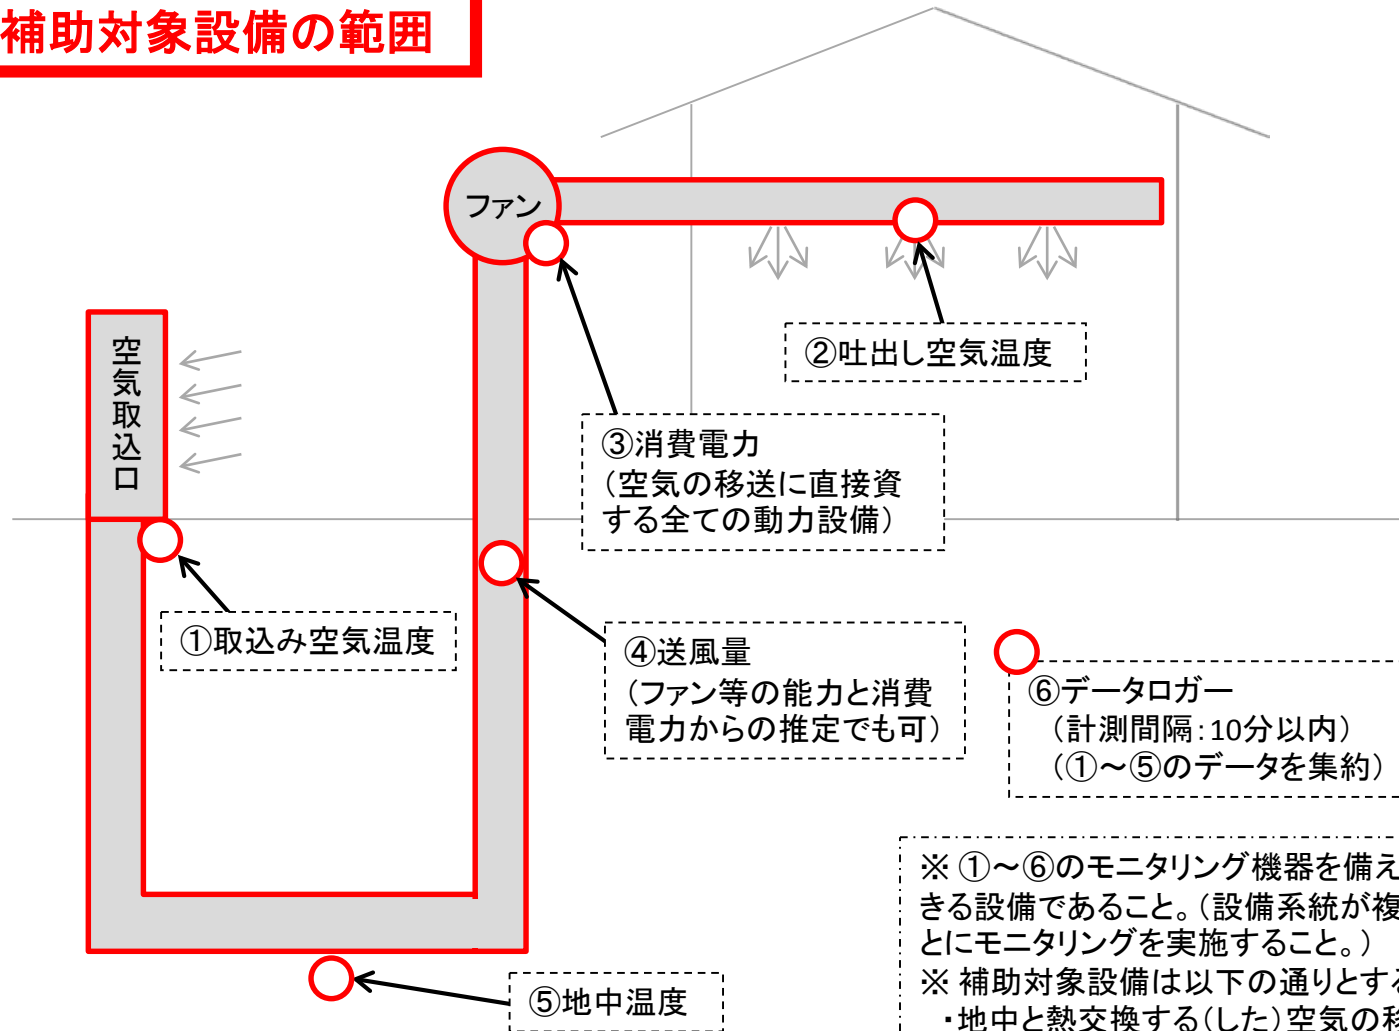 補助対象設備の範囲
ファン
空気取込口
②吐出し空気温度
③消費電力
（空気の移送に直接資
する全ての動力設備）
①取込み空気温度
④送風量
（ファン等の能力と消費
電力からの推定でも可）
⑥データロガー
（計測間隔：10分以内）
（①～⑤のデータを集約）
⑤地中温度
※ ①～⑥のモニタリング機器を備え
きる設備であること。（設備系統が複
とにモニタリングを実施すること。）
※ 補助対象設備は以下の通りとする
・地中と熱交換する（した）空気の移